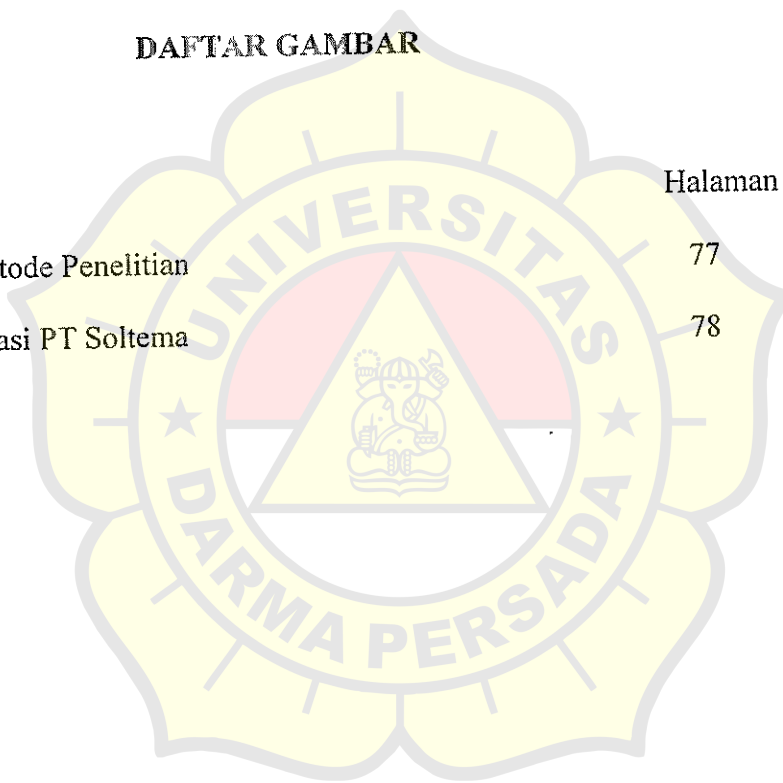 DAFTAR GAMBAR
Halaman
tode Penelitian 77
asi PT Soltema 78
UNIVERSITAS
DARMA PERSADA